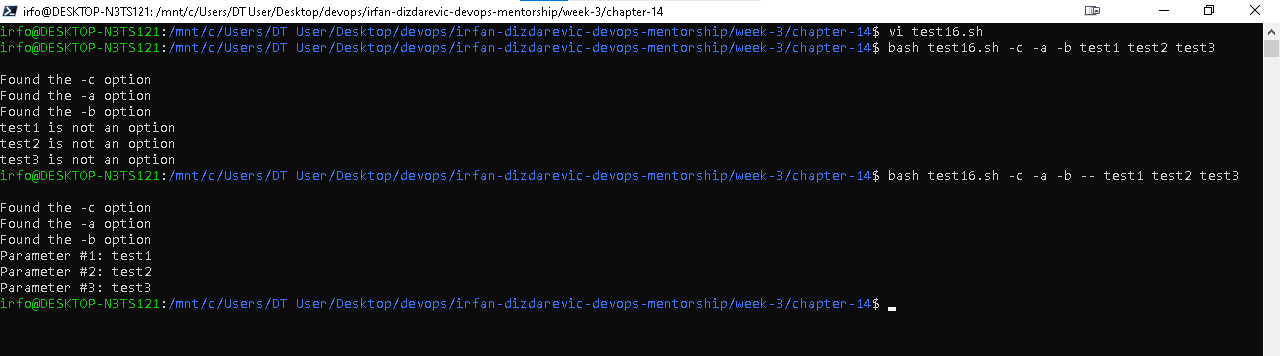 irfo@DESKTOP-N3TS121: /mnt/c/Users/DT User/Desktop/devops/irfan-dizdarevic-devops-mentorship/week-3/chapter-14
irfo@DESKTOP-N3TS121:/mnt/c/Users/DT User/Desktop/devops/irfan-dizdarevic-devops-mentorship/week-3/chapter-14$ vi test16.sh
irfo@DESKTOP-N3TS121:/mnt/c/Users/DT User/Desktop/devops/irfan-dizdarevic-devops-mentorship/week-3/chapter-14$ bash test16.sh -c -a -b test1 test2 test3
Found the -c option
Found the -a option
Found the -b option
test1 is not an option
test2 is not an option
test3 is not an option
irfo@DESKTOP-N3TS121:/mnt/c/Users/DT User/Desktop/devops/irfan-dizdarevic-devops-mentorship/week-3/chapter-14$ bash test16.sh -c -a -b -- test1 test2 test3
Found the -c option
Found the -a option
Found the -b option
Parameter #1: test1
Parameter #2: test2
Parameter #3: test3
irfo@DESKTOP-N3TS121:/mnt/c/Users/DT User/Desktop/devops/irfan-dizdarevic-devops-mentorship/week-3/chapter-14$